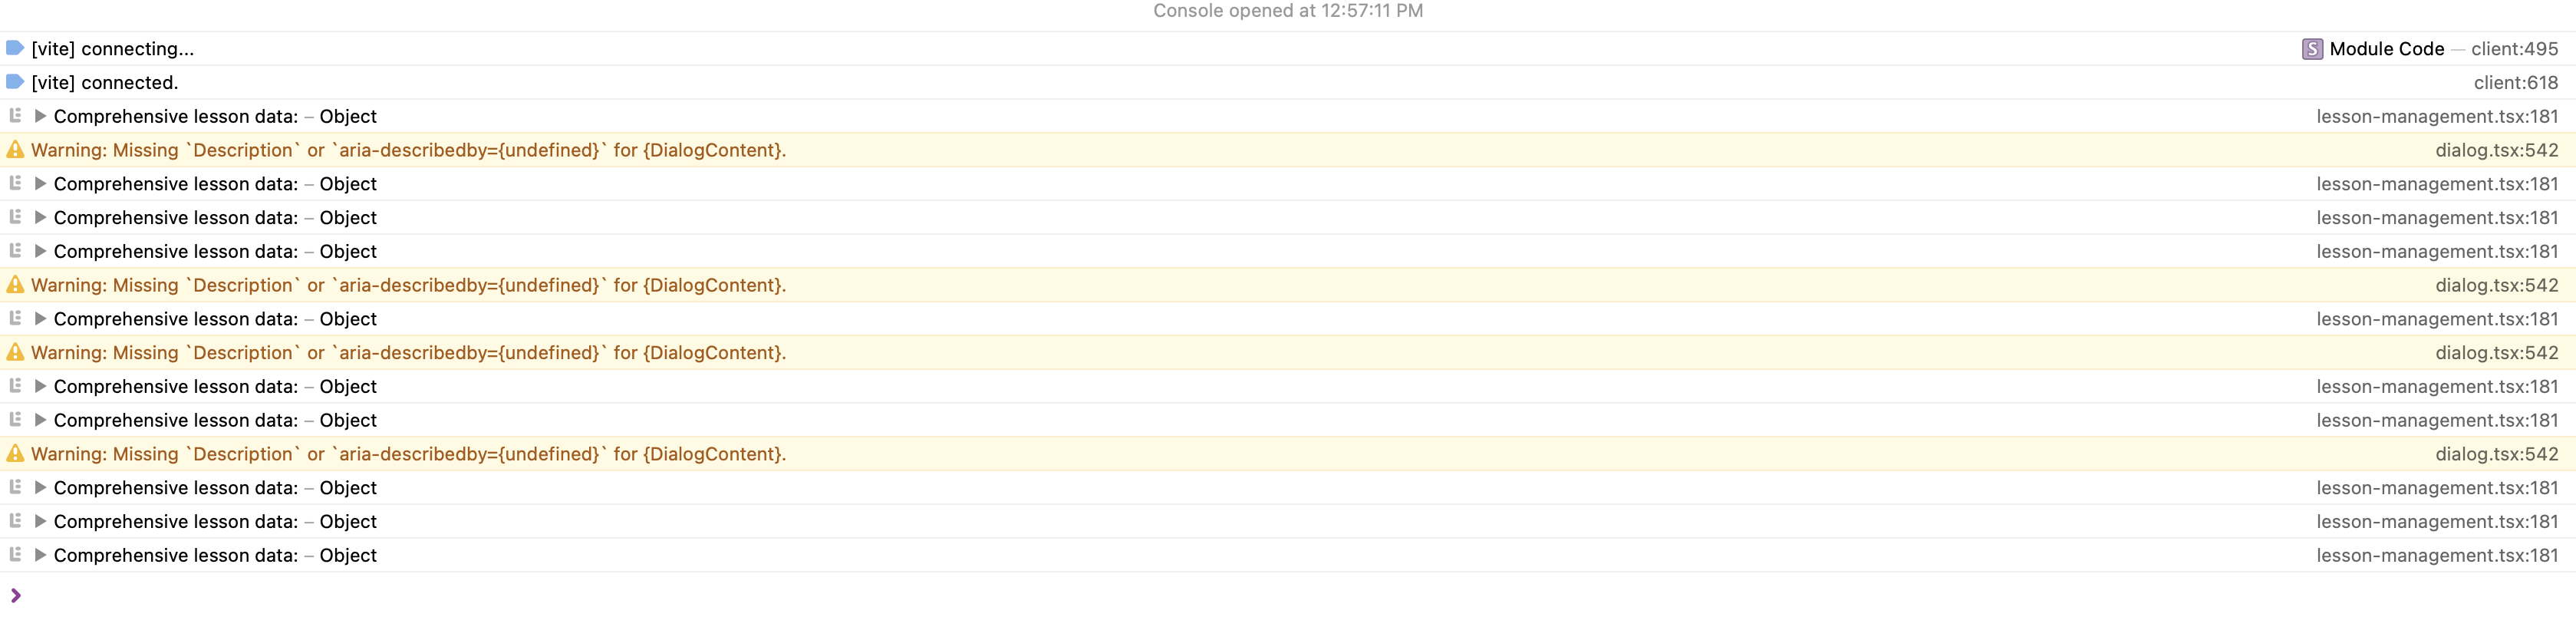 Console opened at 12:57:11 PM
[vite] connecting... S Module Code — client:495
[vite] connected. client:618
Comprehensive lesson data: – Object lesson-management.tsx:181
Warning: Missing `Description` or `aria-describedby={undefined}` for {DialogContent}. dialog.tsx:542
Comprehensive lesson data: – Object lesson-management.tsx:181
Comprehensive lesson data: – Object lesson-management.tsx:181
Comprehensive lesson data: – Object lesson-management.tsx:181
Warning: Missing `Description` or `aria-describedby={undefined}` for {DialogContent}. dialog.tsx:542
Comprehensive lesson data: – Object lesson-management.tsx:181
Warning: Missing `Description` or `aria-describedby={undefined}` for {DialogContent}. dialog.tsx:542
Comprehensive lesson data: – Object lesson-management.tsx:181
Comprehensive lesson data: – Object lesson-management.tsx:181
Warning: Missing `Description` or `aria-describedby={undefined}` for {DialogContent}. dialog.tsx:542
Comprehensive lesson data: – Object lesson-management.tsx:181
Comprehensive lesson data: – Object lesson-management.tsx:181
Comprehensive lesson data: – Object lesson-management.tsx:181